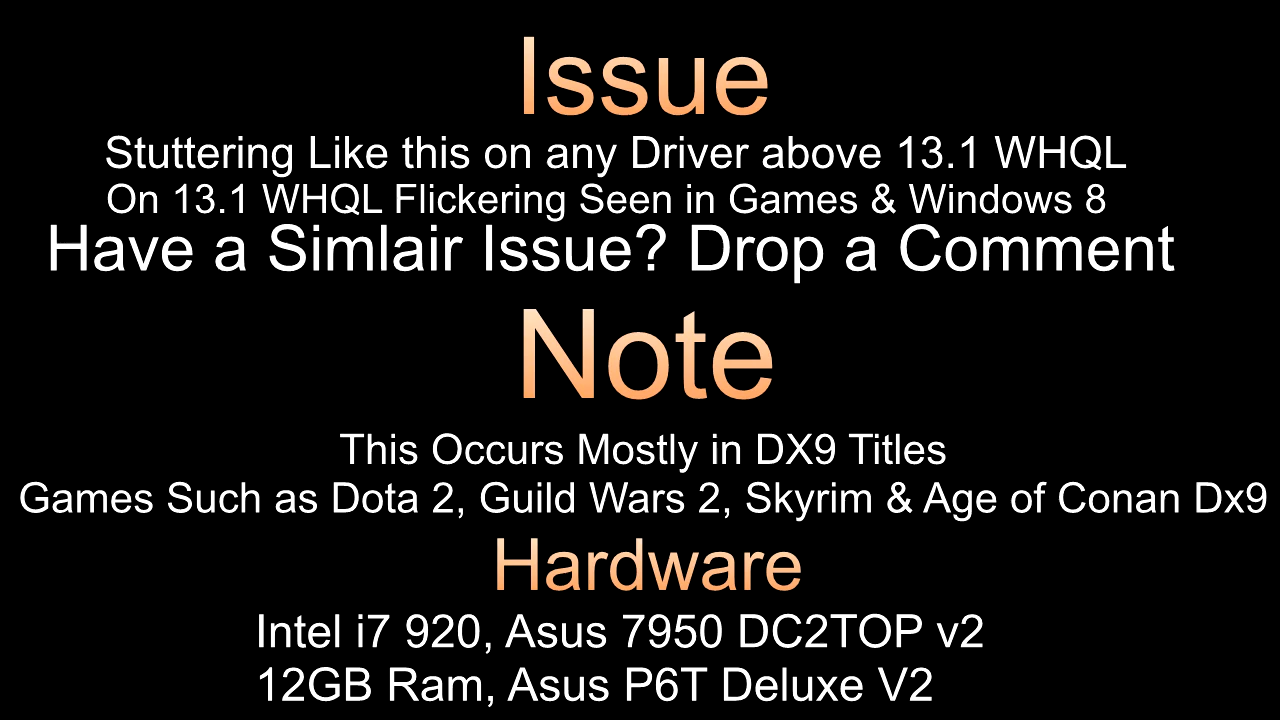 Issue
Stuttering Like this on any Driver above 13.1 WHQL
On 13.1 WHQL Flickering Seen in Games & Windows 8
Have a Simlair Issue? Drop a Comment
Note
This Occurs Mostly in DX9 Titles
Games Such as Dota 2, Guild Wars 2, Skyrim & Age of Conan Dx9
Hardware
Intel i7 920, Asus 7950 DC2TOP v2
12GB Ram, Asus P6T Deluxe V2